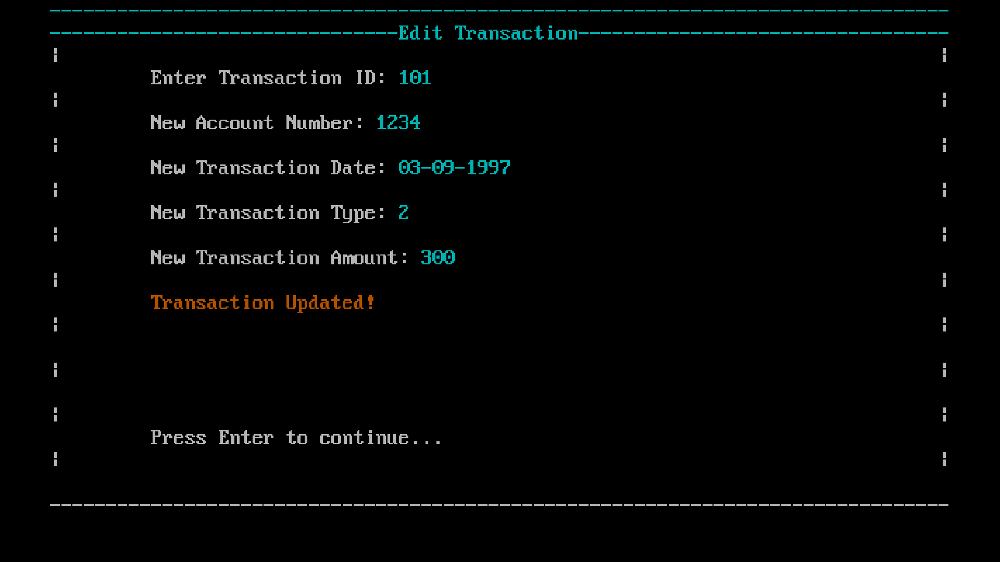 Edit Transaction
Enter Transaction ID: 101
New Account Number: 1234
New Transaction Date: 03-09-1997
New Transaction Type: 2
New Transaction Amount: 300
Transaction Updated!
Press Enter to continue...